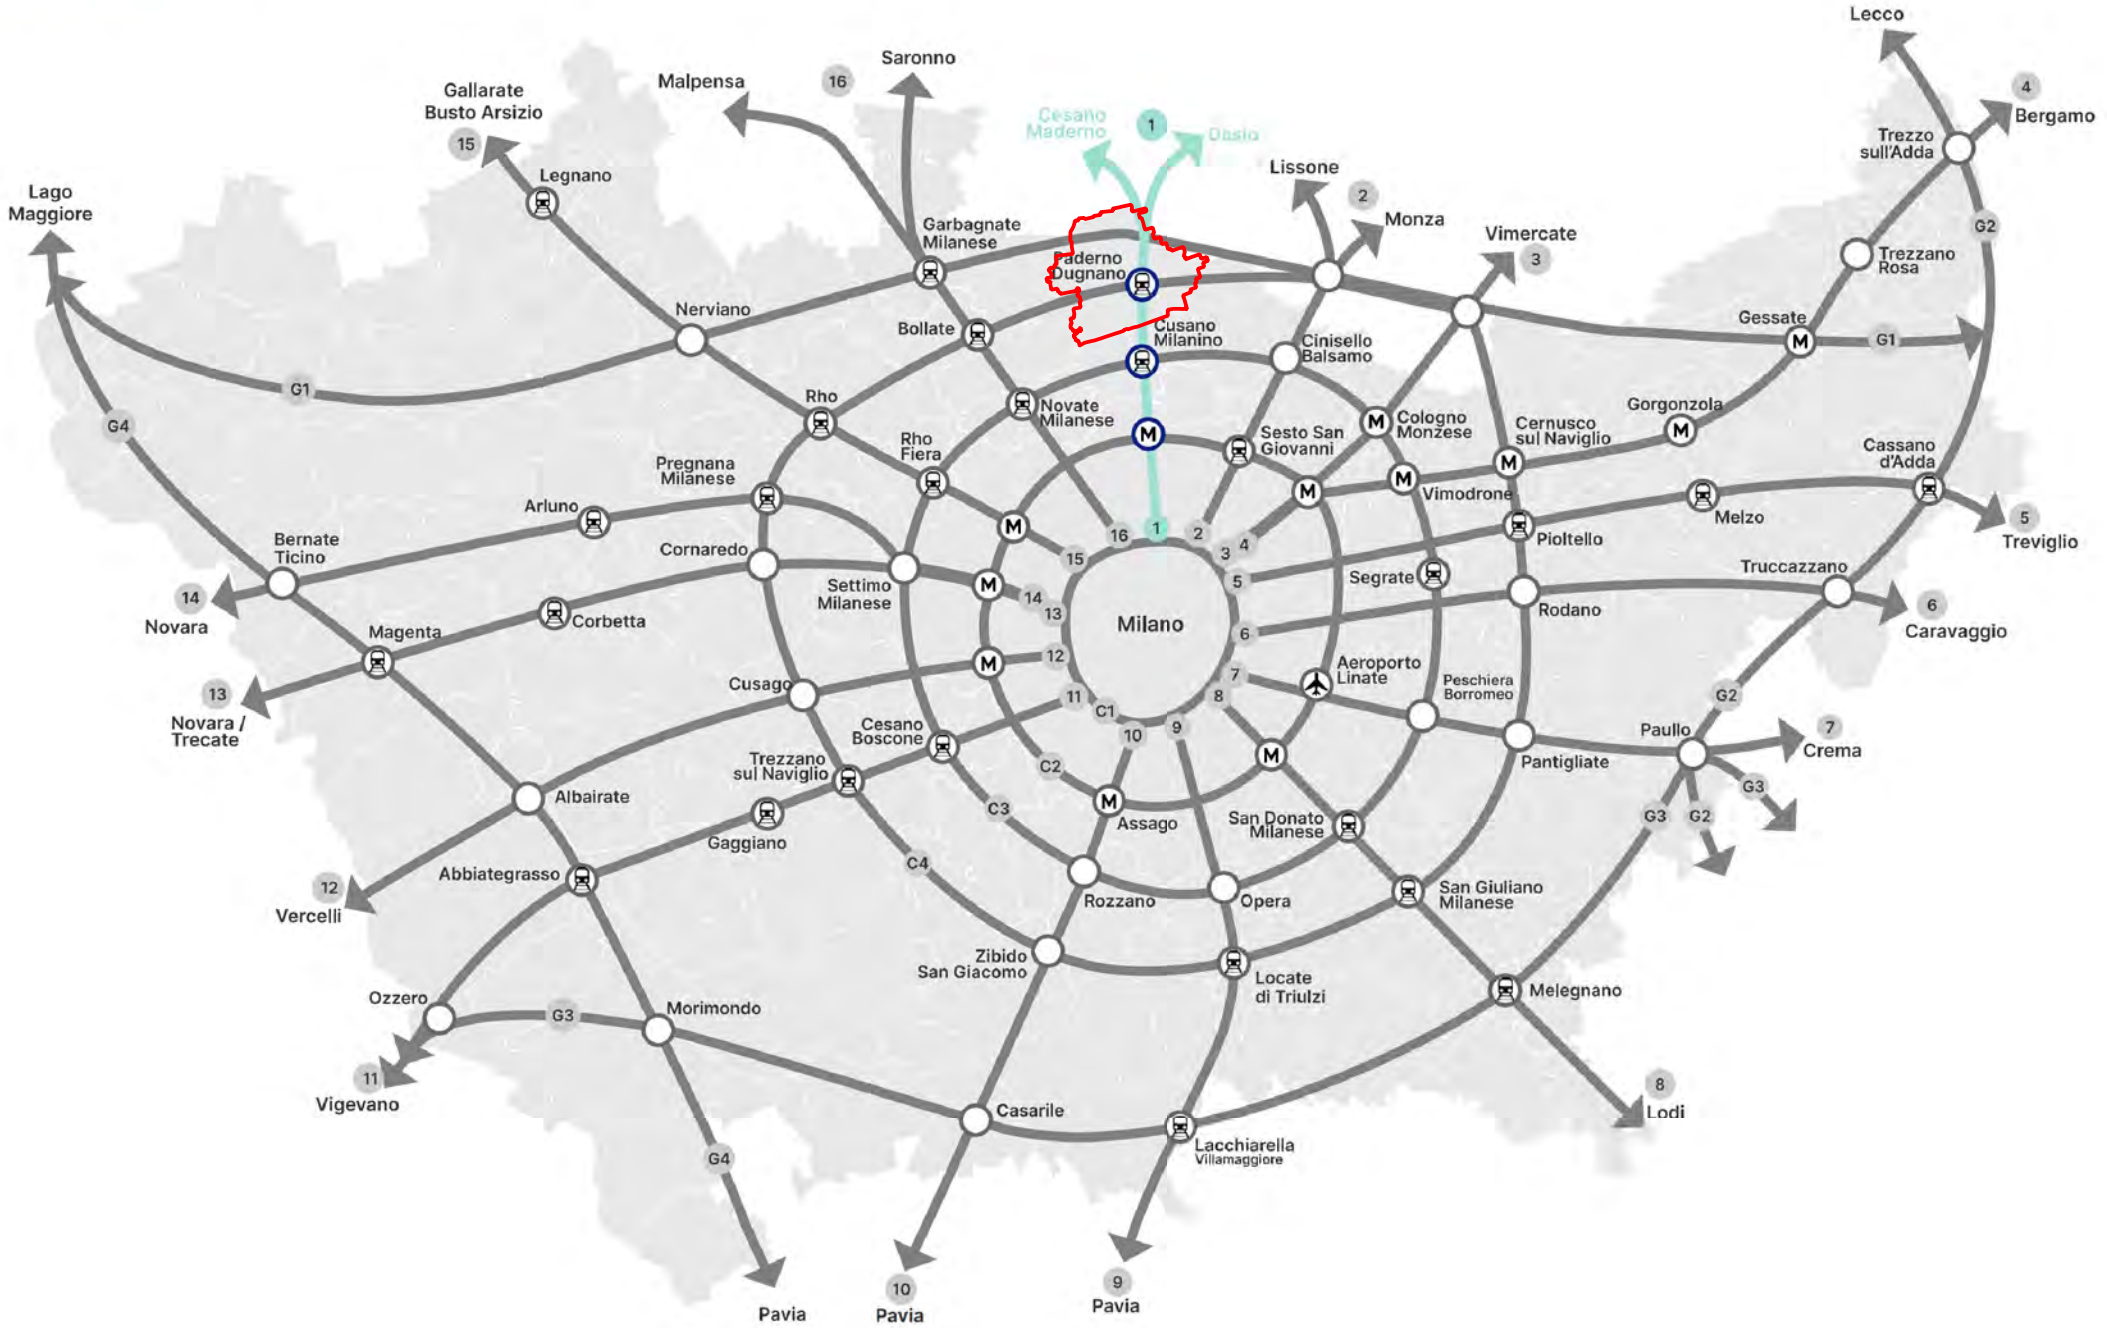 Lecco
4
Bergamo
Saronno
16
Malpensa
Gallarate
Busto Arsizio
15
Cesano
Maderno
1
Desio
Trezzo
sull'Adda
Legnano
Lissone
2
Monza
Lago
Maggiore
Garbagnate
Milanese
Vimercate
3
G2
Trezzano
Rosa
Paderno
Dugnano
Nerviano
Bollate
Cusano
Milanino
Cinisello
Balsamo
Gessate
M
G1
G1
Rho
Novate
Milanese
M
Cologno
Monzese
Gorgonzola
M
G4
Rho
Fiera
M
Sesto San
Giovanni
Cernusco
sul Naviglio
M
Cassano
d'Adda
Pregnana
Milanese
M
M
Vimodrone
Arluno
M
16
1
2
3
4
Melzo
5
Treviglio
Pioltello
Bernate
Ticino
Cornaredo
15
5
Segrate
Truccazzano
Settimo
Milanese
M
14
13
14
Novara
Corbetta
Milano
Rodano
6
Caravaggio
Magenta
6
12
M
13
Novara /
Trecate
Cusago
11
C1
10
9
8
7
Aeroporto
Linate
Peschiera
Borromeo
G2
Cesano
Boscone
Paullo
7
Crema
Trezzano
sul Naviglio
C2
M
Pantigliate
G3
Albairate
M
C3
Assago
San Donato
Milanese
G3
G2
Gaggiano
C4
Abbiategrasso
12
Vercelli
Rozzano
Opera
San Giuliano
Milanese
Zibido
San Giacomo
Locate
di Triulzi
Melegnano
Ozzero
G3
Morimondo
11
Vigevano
Casarile
8
Lodi
Lacchiarella
Villamaggiore
G4
10
Pavia
9
Pavia
Pavia